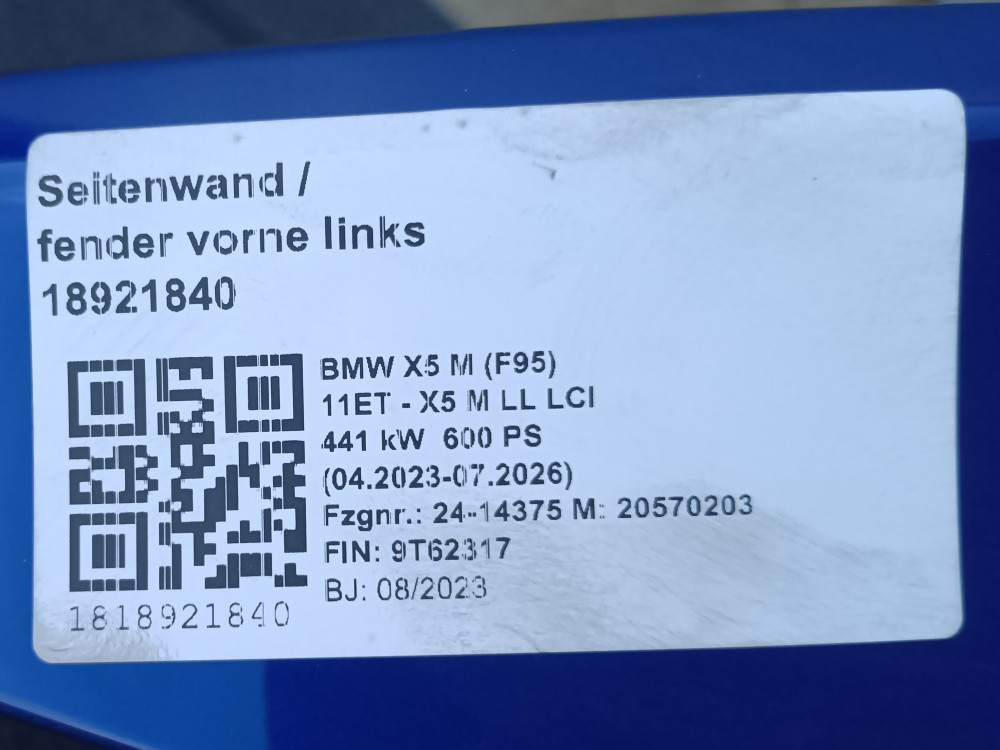 Seitenwand /
fender vorne links
18921840
BMW X5 M (F95)
11ET - X5 M LL LCI
441 kW 600 PS
(04.2023-07.2026)
Fzgnr.: 24-14375 M: 20570203
FIN: 9T62317
BJ: 08/2023
1818921840